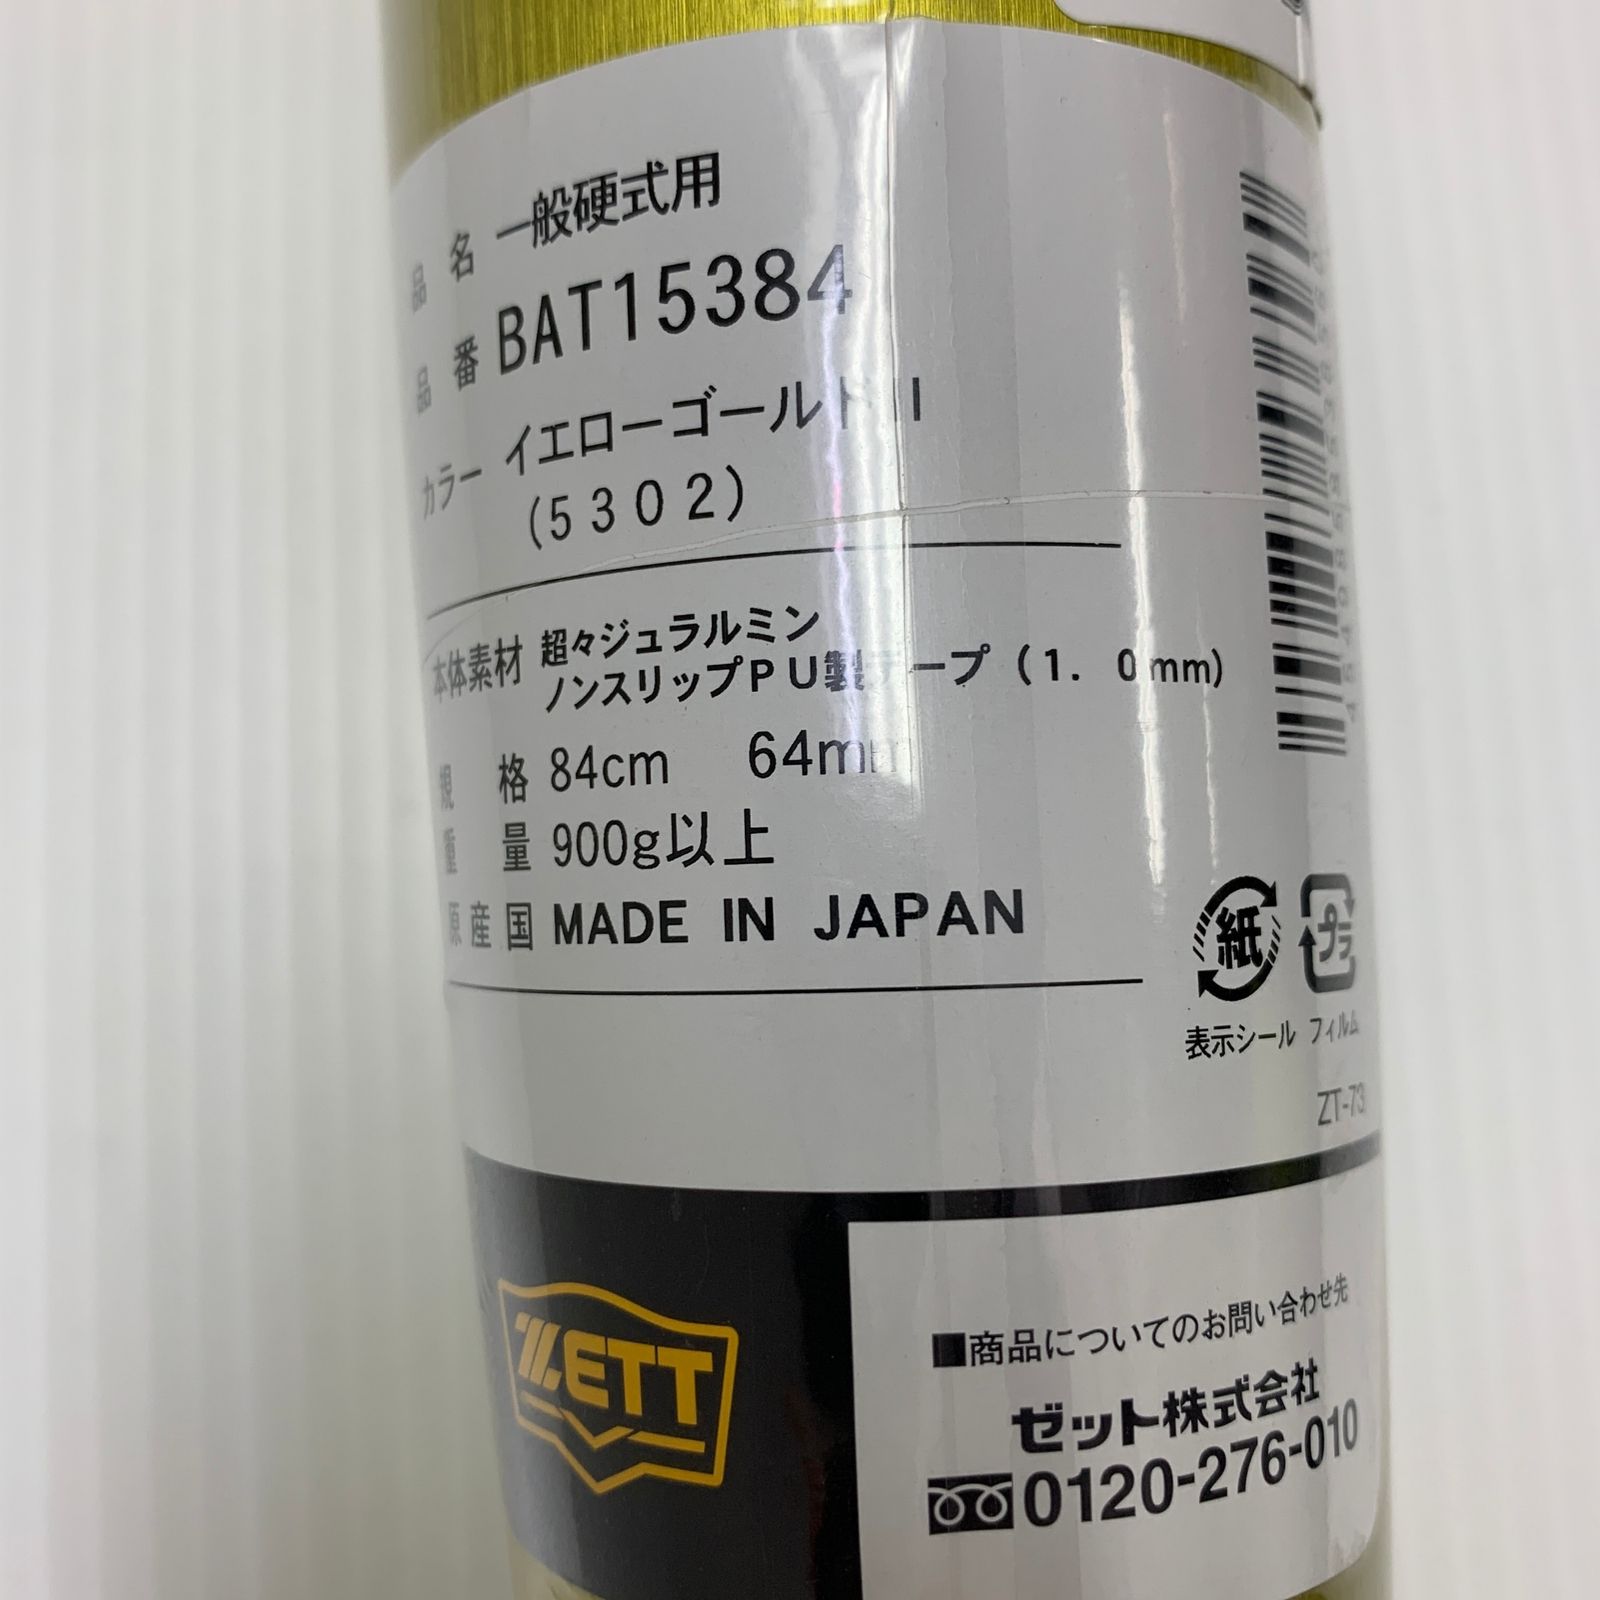 品名 一般硬式用
品番 BAT15384
カラー イエローゴールドII
(5302)
本体素材 超々ジュラルミン
ノンスリップPU製テープ(1.0mm)
規格 84cm 64mm
重量 900g以上
原産国 MADE IN JAPAN
紙 プラ
表示シール フィルム
ZT-73
ZETT
■商品についてのお問い合わせ先
ゼット株式会社
0120-276-010